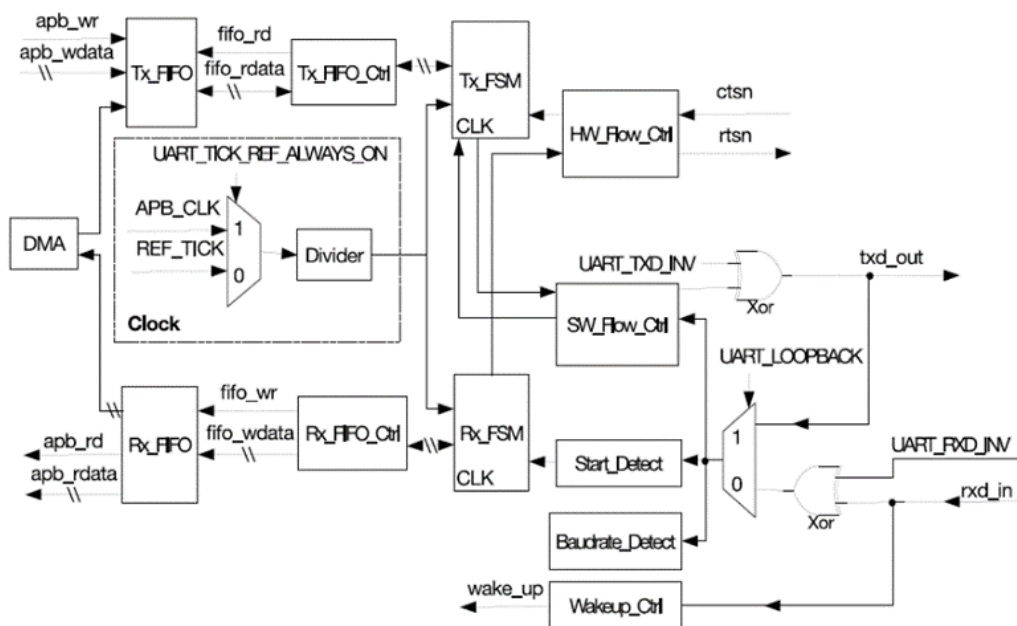 apb_wr
apb_wdata
Tx_FIFO
fifo_rd
fifo_rdata
Tx_FIFO_Ctrl
Tx_FSM
CLK
HW_Flow_Ctrl
ctsn
rtsn
UART_TICK_REF_ALWAYS_ON
APB_CLK
REF_TICK
1
0
Divider
Clock
DMA
UART_TXD_INV
Xor
txd_out
SW_Flow_Ctrl
UART_LOOPBACK
1
0
Rx_FIFO
fifo_wr
fifo_wdata
Rx_FIFO_Ctrl
Rx_FSM
CLK
apb_rd
apb_rdata
Start_Detect
UART_RXD_INV
rxd_in
Xor
Baudrate_Detect
wake_up
Wakeup_Ctrl